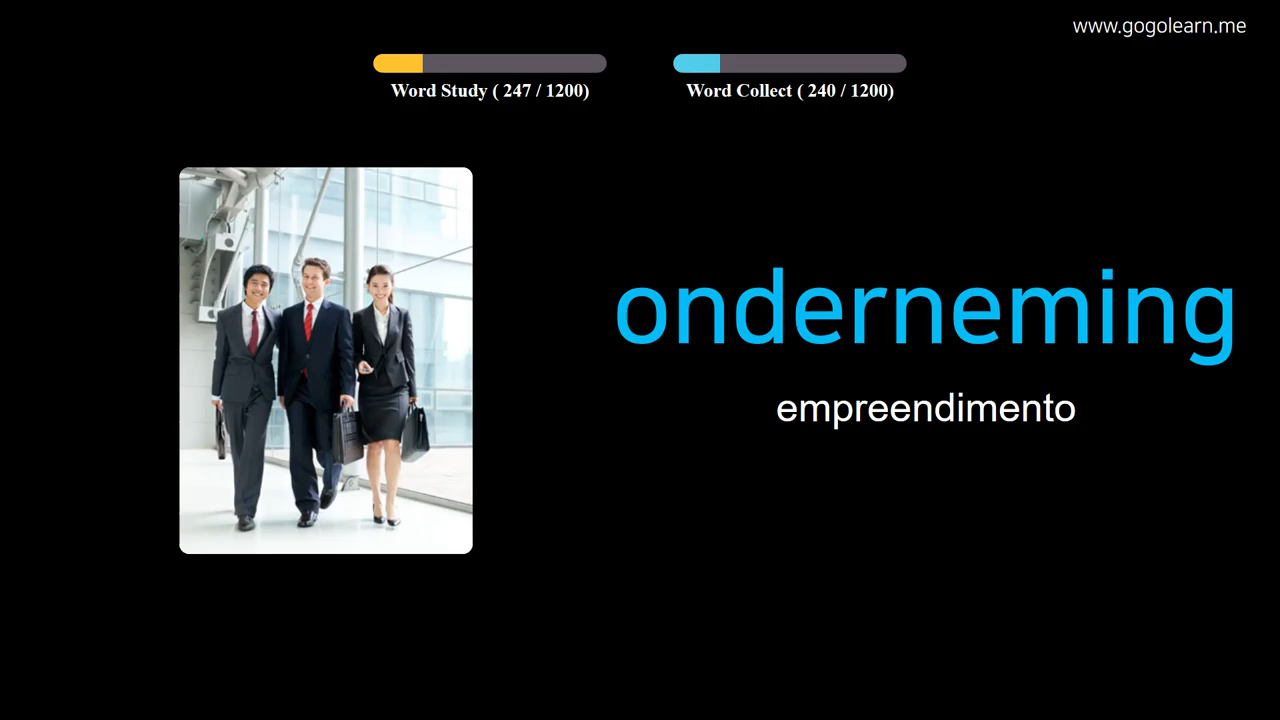 www.gogolearn.me
Word Study ( 247 / 1200)
Word Collect ( 240 / 1200)
onderneming
empreendimento